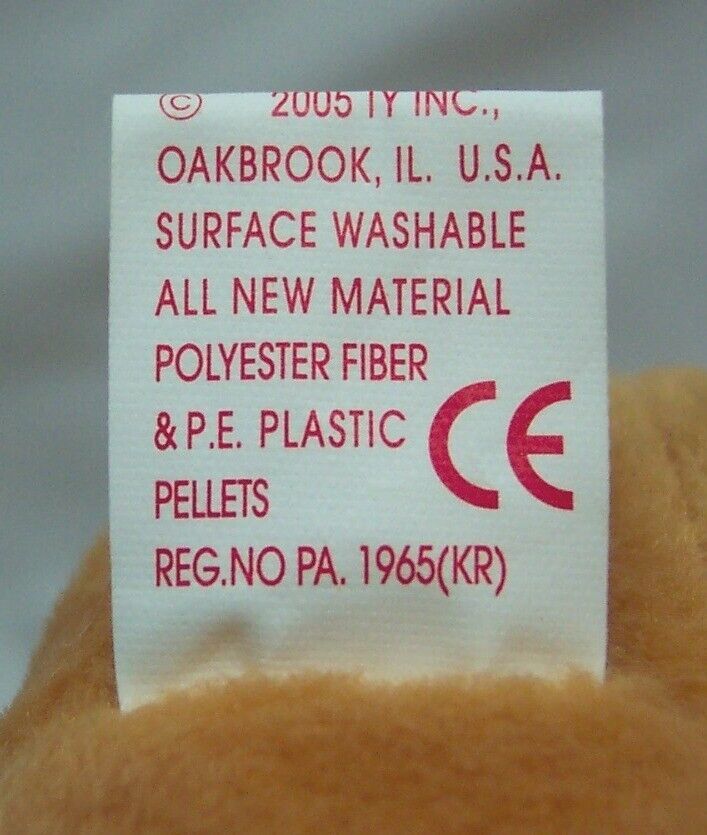 © 2005 TY INC.,
OAKBROOK, IL. U.S.A.
SURFACE WASHABLE
ALL NEW MATERIAL
POLYESTER FIBER
& P.E. PLASTIC
PELLETS
CE
REG.NO PA. 1965(KR)